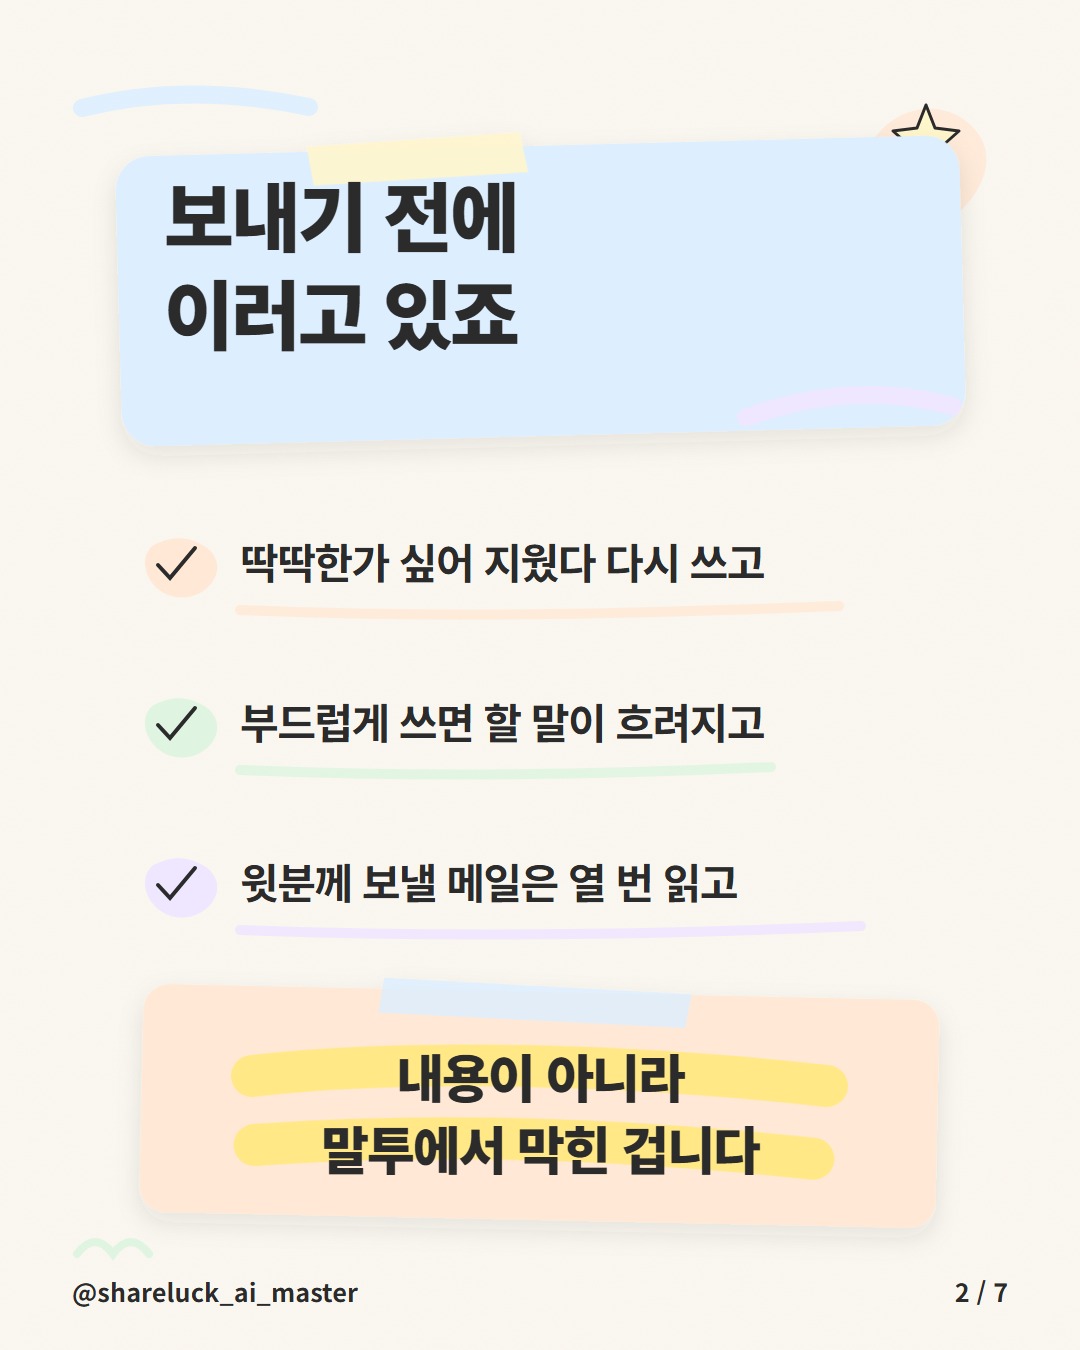 보내기 전에
이러고 있죠
딱딱한가 싶어 지웠다 다시 쓰고
부드럽게 쓰면 할 말이 흐려지고
윗분께 보낼 메일은 열 번 읽고
내용이 아니라
말투에서 막힌 겁니다
@shareluck_ai_master
2 / 7